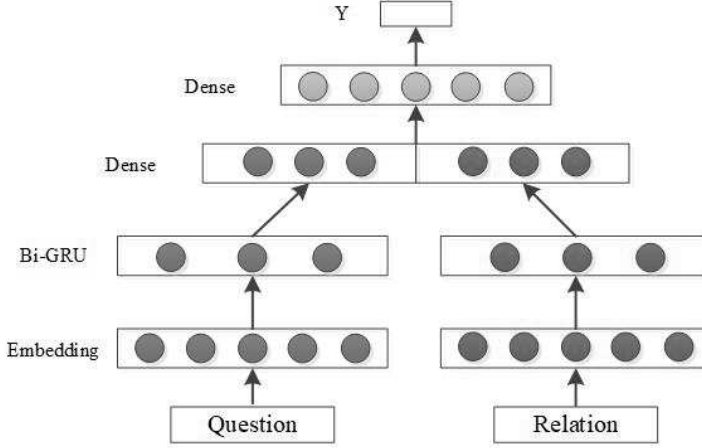 Y
Dense
Dense
Bi-GRU
Embedding
Question
Relation